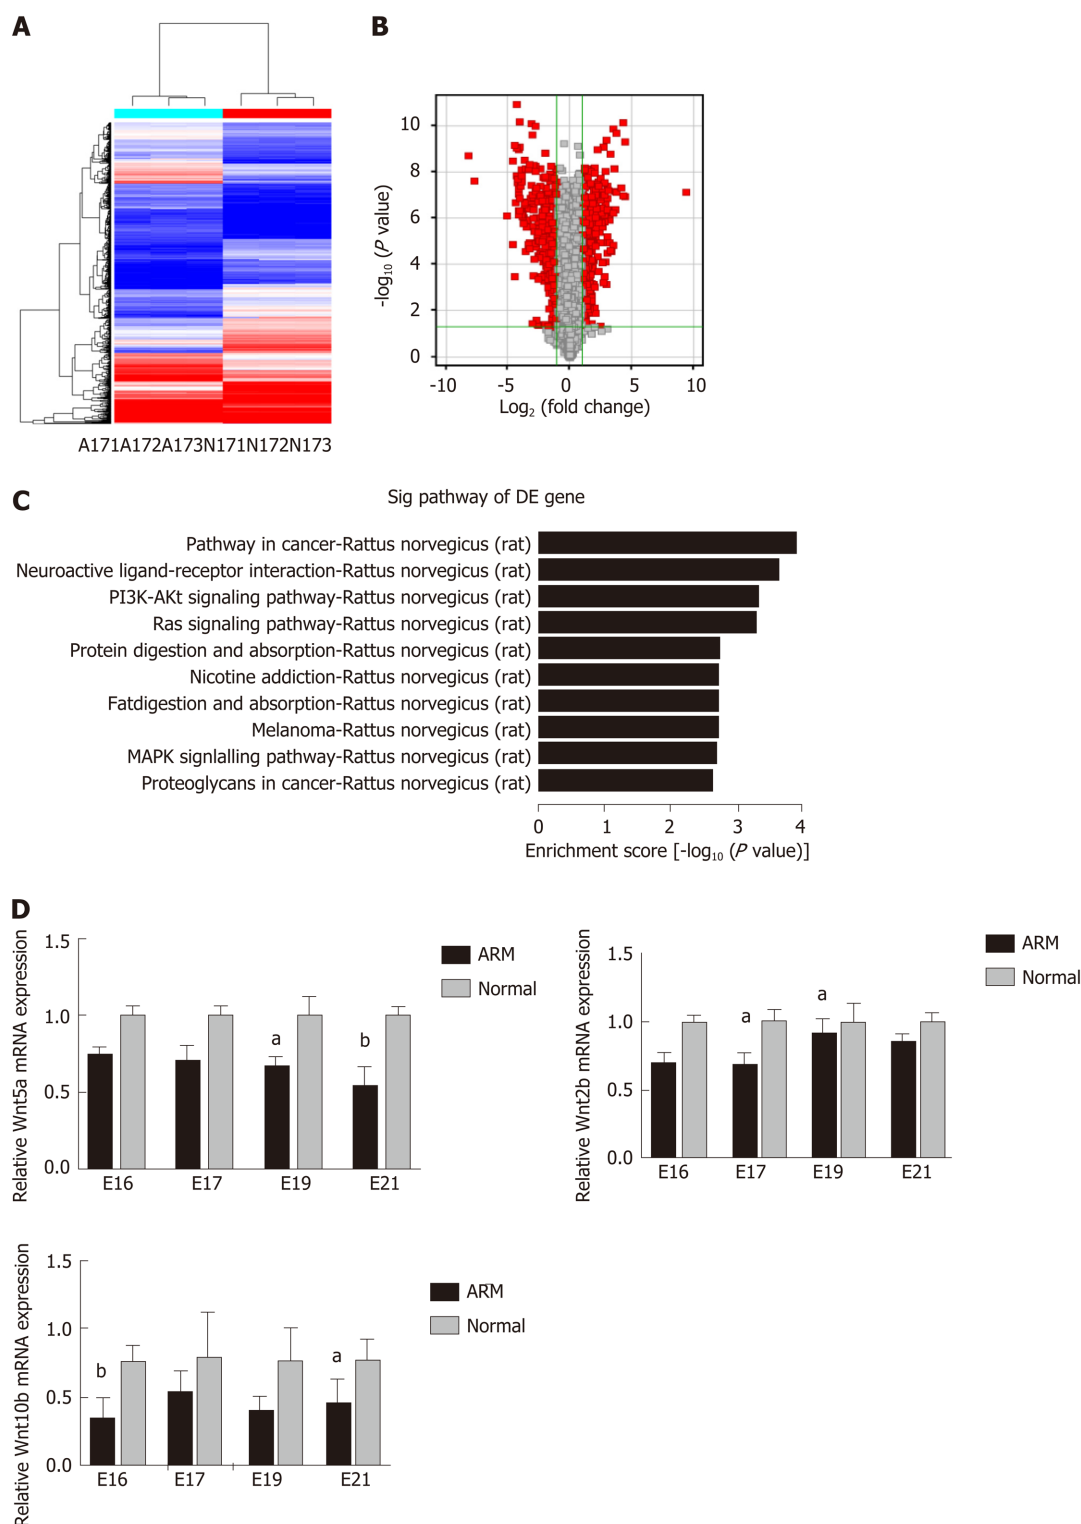 A
B
A171A172A173N171N172N173
-log10 (P value)
10
8
6
4
2
0
-10
-5
0
5
10
Log2 (fold change)
C
Sig pathway of DE gene
Pathway in cancer-Rattus norvegicus (rat)
Neuroactive ligand-receptor interaction-Rattus norvegicus (rat)
PI3K-AKt signaling pathway-Rattus norvegicus (rat)
Ras signaling pathway-Rattus norvegicus (rat)
Protein digestion and absorption-Rattus norvegicus (rat)
Nicotine addiction-Rattus norvegicus (rat)
Fatdigestion and absorption-Rattus norvegicus (rat)
Melanoma-Rattus norvegicus (rat)
MAPK signlalling pathway-Rattus norvegicus (rat)
Proteoglycans in cancer-Rattus norvegicus (rat)
0 1 2 3 4
Enrichment score [-log10 (P value)]
D
Relative Wnt5a mRNA expression
1.5
1.0
0.5
0.0
a
b
E16 E17 E19 E21
ARM
Normal
Relative Wnt2b mRNA expression
1.5
1.0
0.5
0.0
a
a
E16 E17 E19 E21
ARM
Normal
Relative Wnt10b mRNA expression
1.5
1.0
0.5
0.0
b
a
E16 E17 E19 E21
ARM
Normal